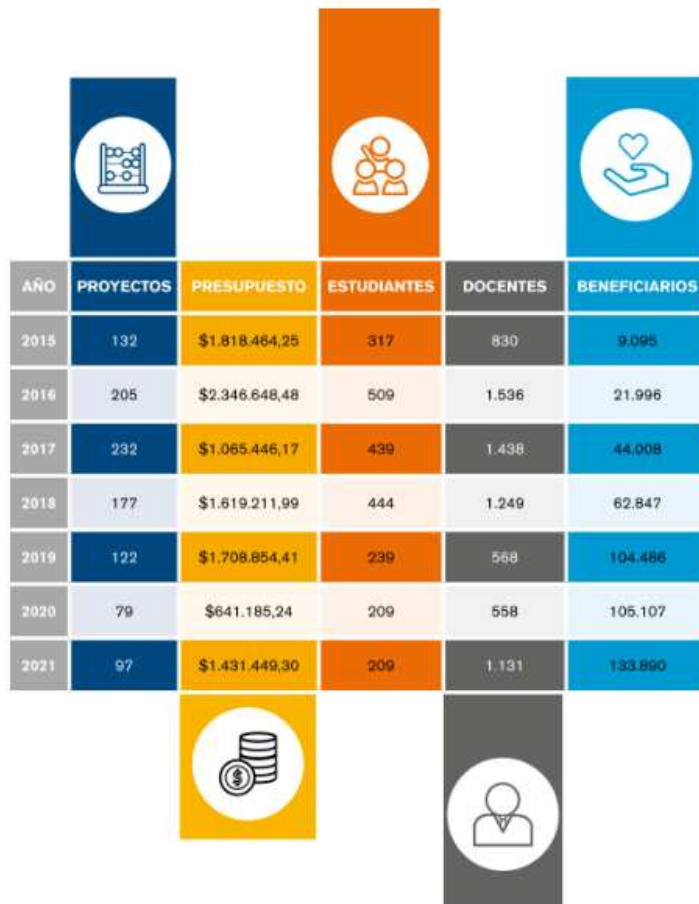 AÑO PROYECTOS PRESUPUESTO ESTUDIANTES DOCENTES BENEFICIARIOS
2015 132 $1.818.464,25 317 830 9.095
2016 205 $2.346.648,48 509 1.536 21.996
2017 232 $1.065.446,17 439 1.438 44.008
2018 177 $1.619.211,99 444 1.249 62.847
2019 122 $1.708.854,41 239 568 104.486
2020 79 $641.185,24 209 558 105.107
2021 97 $1.431.449,30 209 1.131 133.890
$